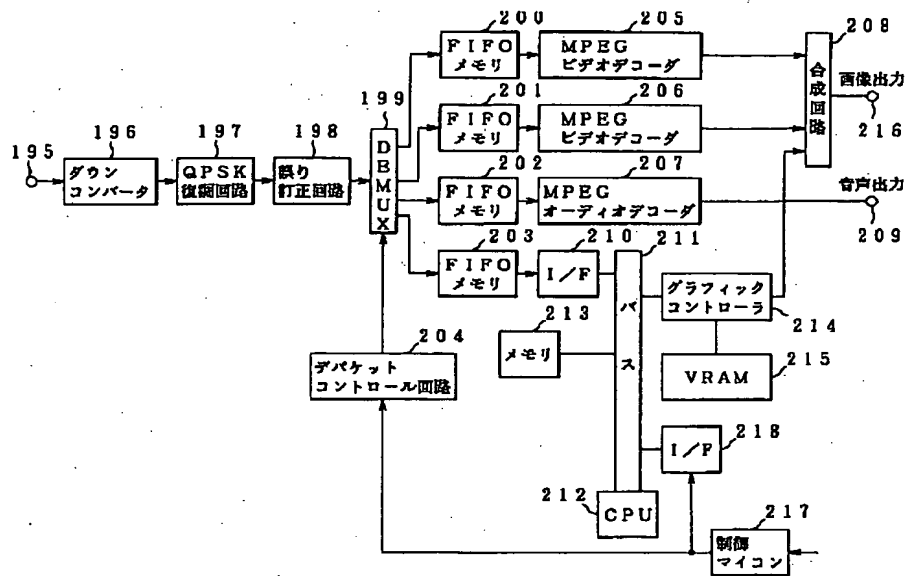 200
205
208
FIFO
メモリ
MPEG
ビデオデコーダ
合成回路
画像出力
216
201
206
FIFO
メモリ
MPEG
ビデオデコーダ
199
DEMUX
195
196
ダウン
コンバータ
197
QPSK
復調回路
198
誤り
訂正回路
202
207
FIFO
メモリ
MPEG
オーディオデコーダ
音声出力
209
203
210
211
FIFO
メモリ
I/F
バス
グラフィック
コントローラ
214
213
メモリ
VRAM
215
204
デパケット
コントロール回路
I/F
218
212
CPU
217
制御
マイコン